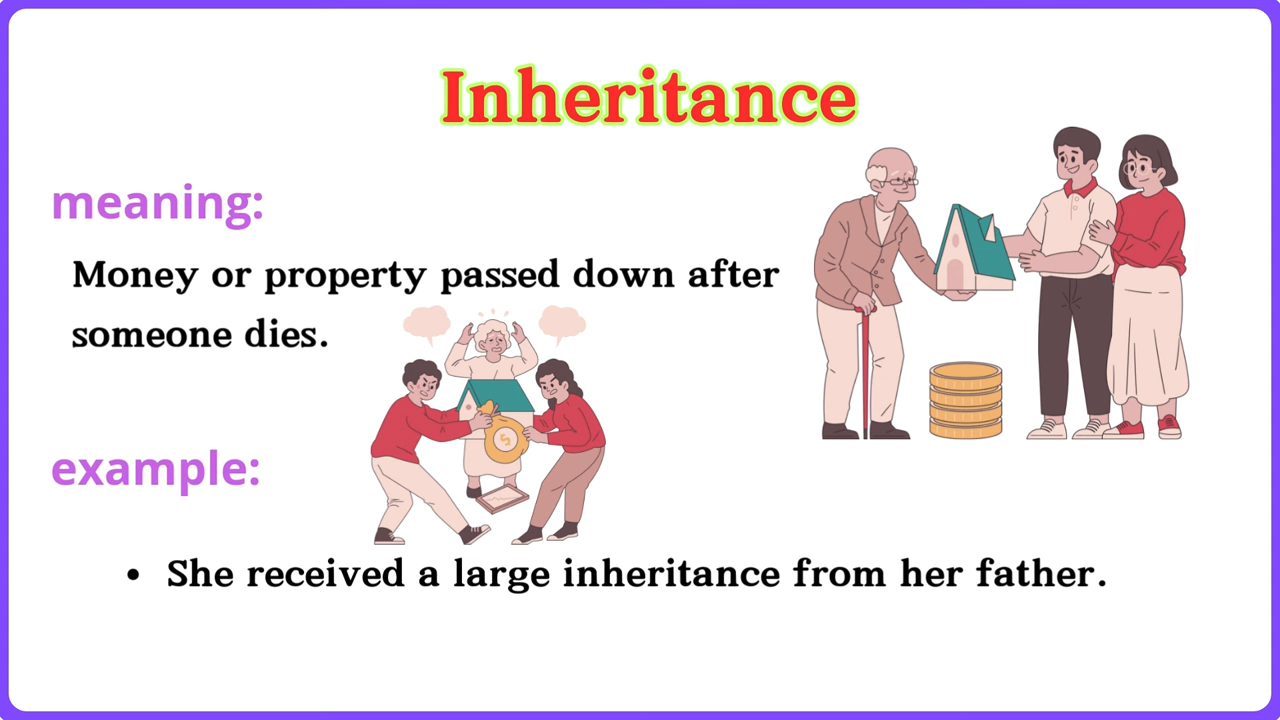 Inheritance
meaning:
Money or property passed down after
someone dies.
example:
• She received a large inheritance from her father.